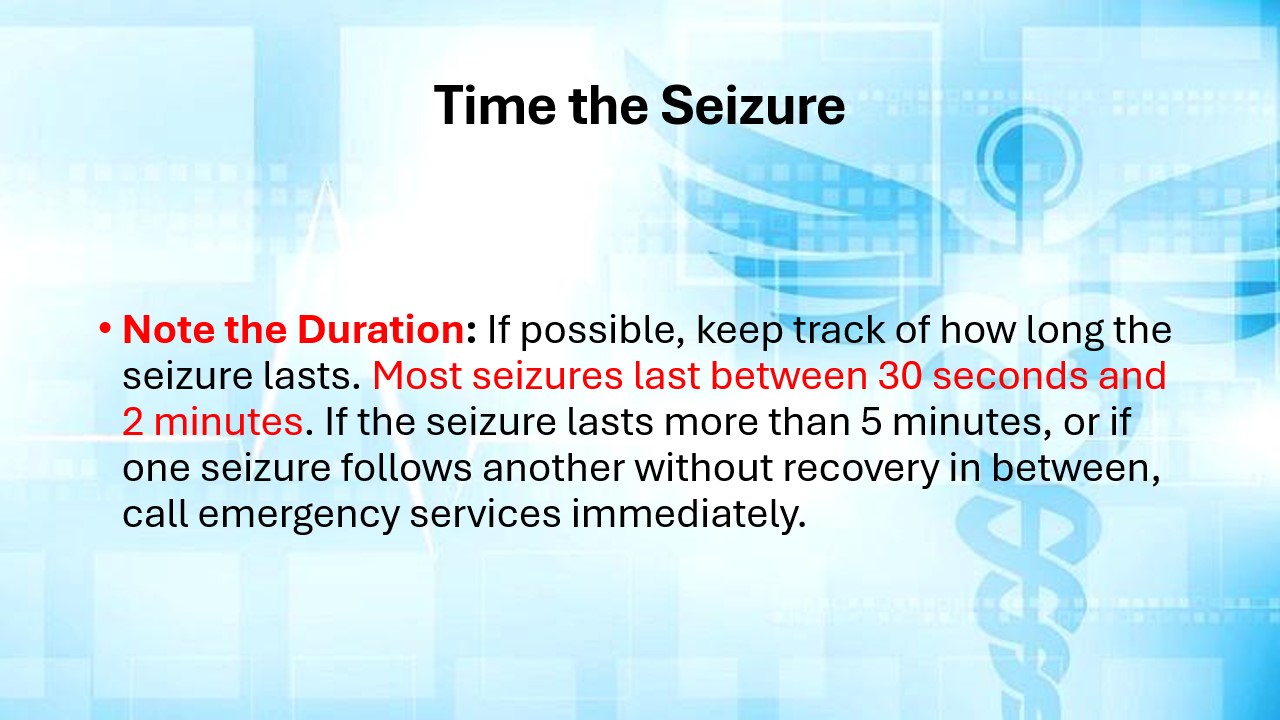 Time the Seizure
• Note the Duration: If possible, keep track of how long the
seizure lasts. Most seizures last between 30 seconds and
2 minutes. If the seizure lasts more than 5 minutes, or if
one seizure follows another without recovery in between,
call emergency services immediately.